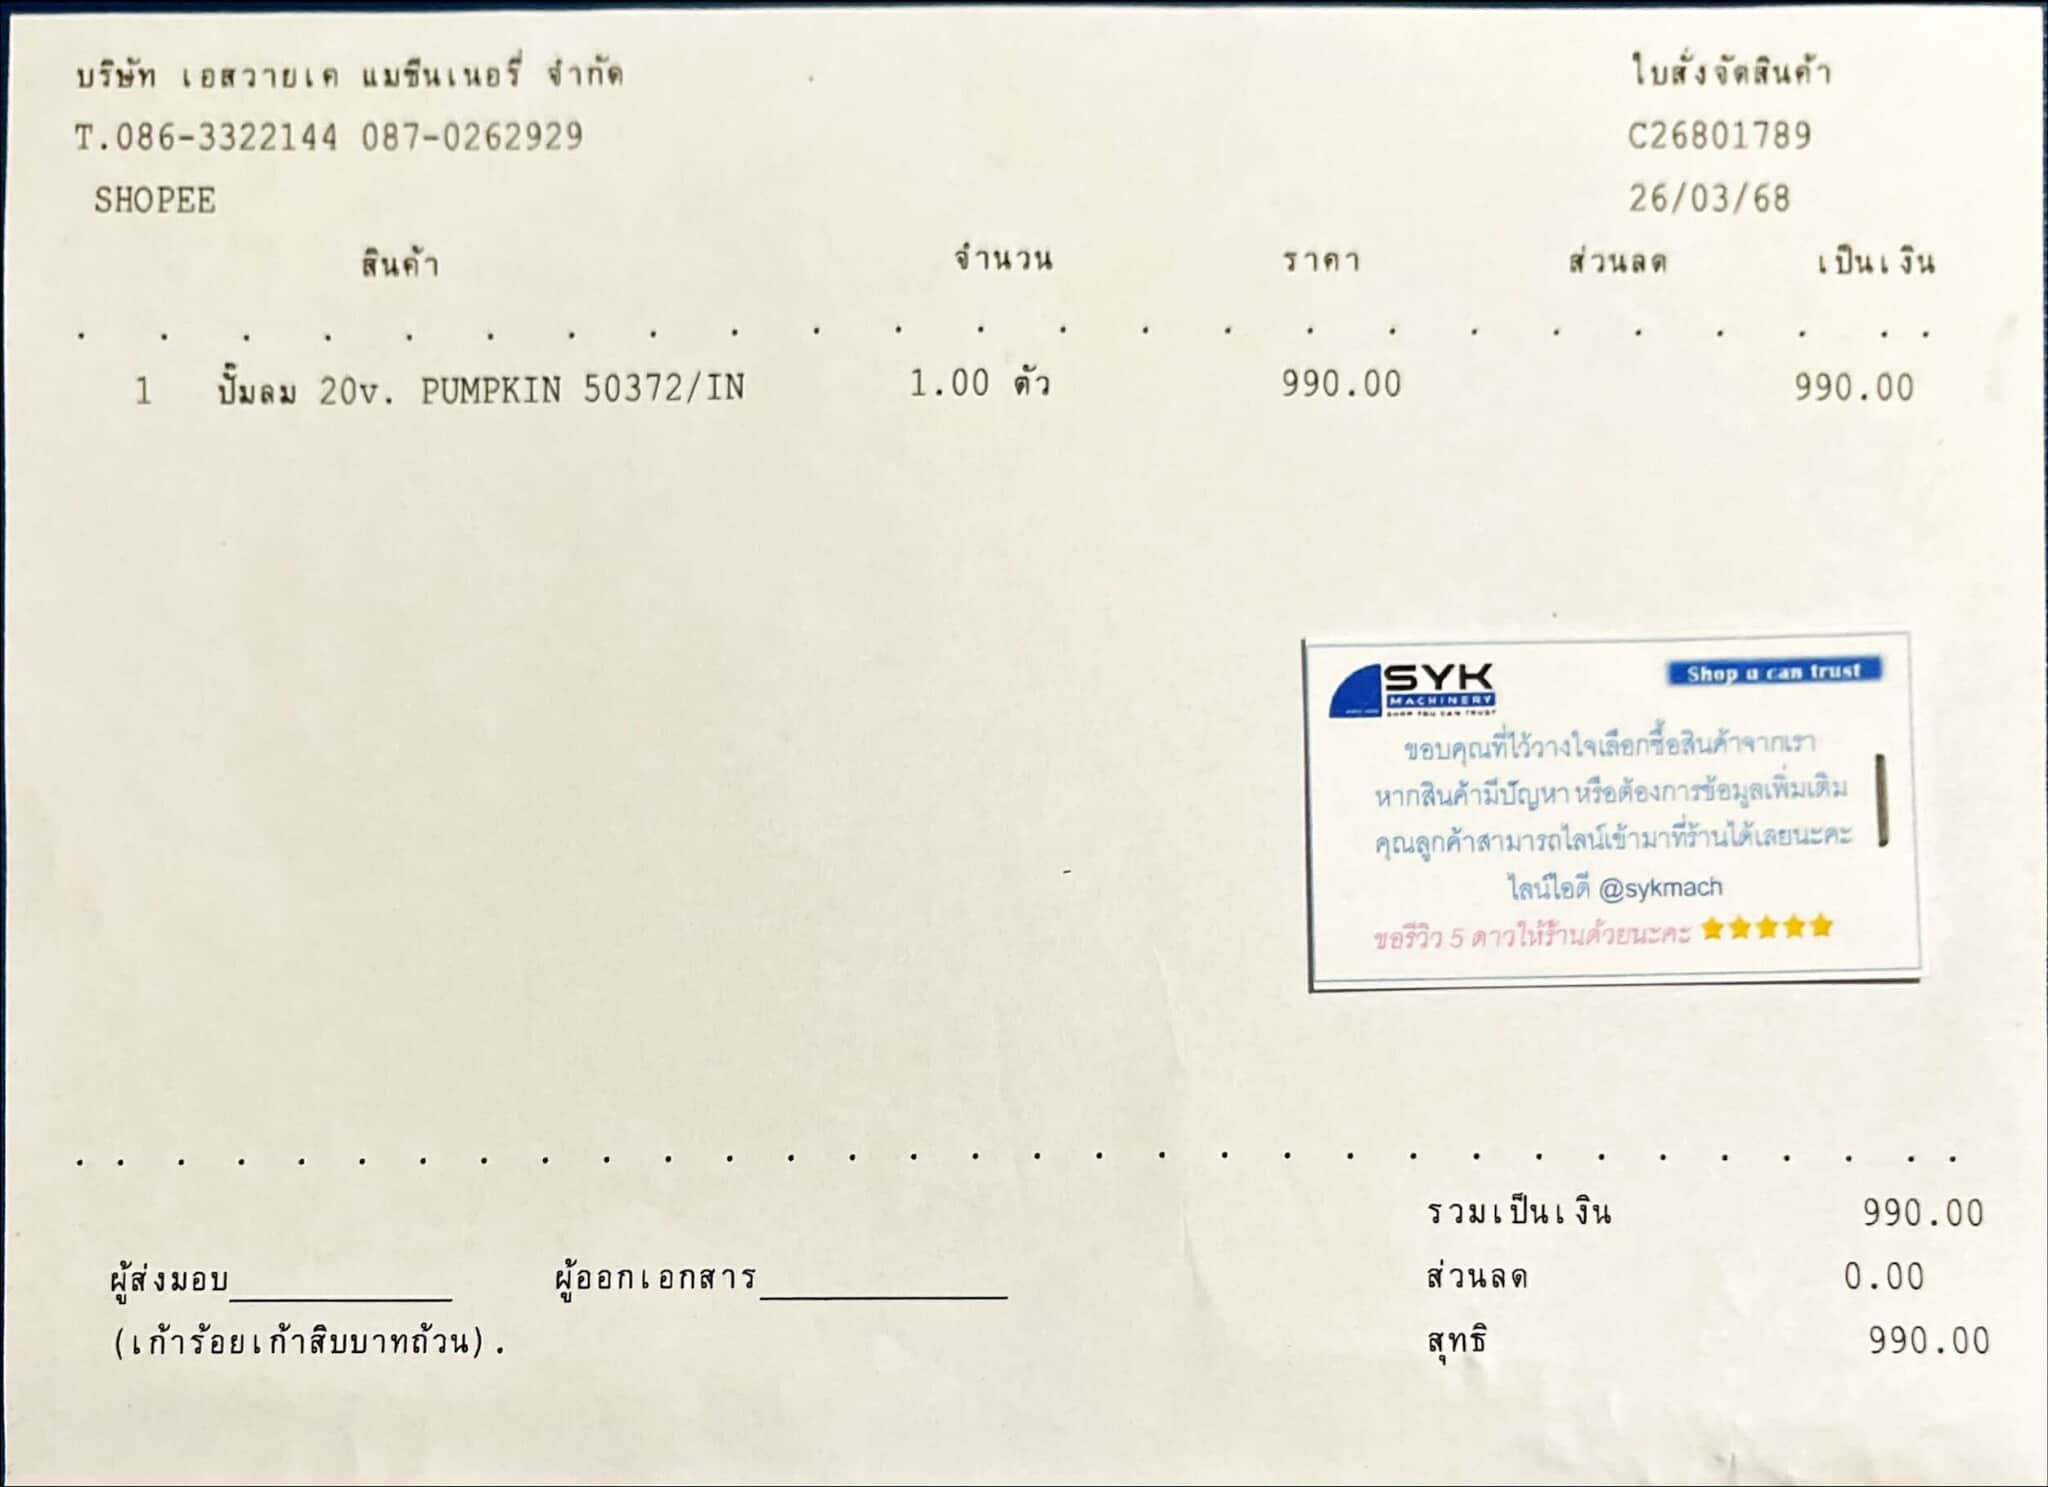 บริษัท เอสวายเค แมชีนเนอรี่ จำกัด ใบสั่งจัดสินค้า
T.086-3322144 087-0262929 C26801789
SHOPEE 26/03/68
สินค้า จำนวน ราคา ส่วนลด เป็นเงิน
1 ปั๊มลม 20v. PUMPKIN 50372/IN 1.00 ตัว 990.00 990.00
SYK Shop u can trust
MACHINERY
SHOP YOU CAN TRUST
ขอบคุณที่ไว้วางใจเลือกซื้อสินค้าจากเรา
หากสินค้ามีปัญหา หรือต้องการข้อมูลเพิ่มเติม
คุณลูกค้าสามารถไลน์เข้ามาที่ร้านได้เลยนะคะ
ไลน์ไอดี @sykmach
ขอรีวิว 5 ดาวให้ร้านด้วยนะคะ
รวมเป็นเงิน 990.00
ผู้ส่งมอบ ผู้ออกเอกสาร ส่วนลด 0.00
(เก้าร้อยเก้าสิบบาทถ้วน). สุทธิ 990.00